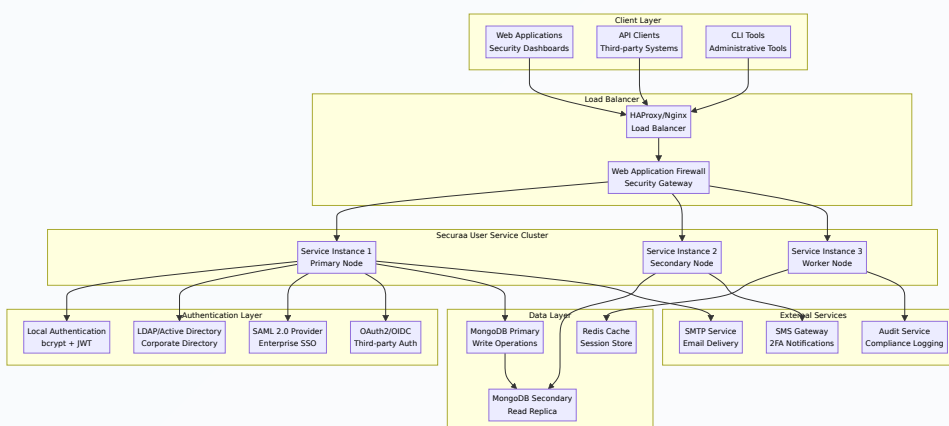 Client Layer
Web Applications
Security Dashboards
API Clients
Third-party Systems
CLI Tools
Administrative Tools
Load Balancer
HAProxy/Nginx
Load Balancer
Web Application Firewall
Security Gateway
Securaa User Service Cluster
Service Instance 1
Primary Node
Service Instance 2
Secondary Node
Service Instance 3
Worker Node
Authentication Layer
Local Authentication
bcrypt + JWT
LDAP/Active Directory
Corporate Directory
SAML 2.0 Provider
Enterprise SSO
OAuth2/OIDC
Third-party Auth
Data Layer
MongoDB Primary
Write Operations
Redis Cache
Session Store
MongoDB Secondary
Read Replica
External Services
SMTP Service
Email Delivery
SMS Gateway
2FA Notifications
Audit Service
Compliance Logging